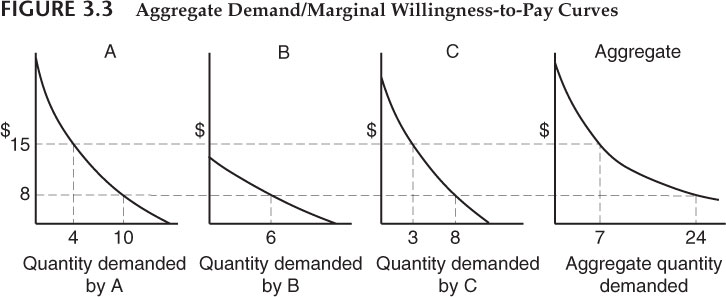 FIGURE 3.3 Aggregate Demand/Marginal Willingness-to-Pay Curves
A B C Aggregate
$ $ $ $
15
8
4 10 6 3 8 7 24
Quantity demanded
by A
Quantity demanded
by B
Quantity demanded
by C
Aggregate quantity
demanded